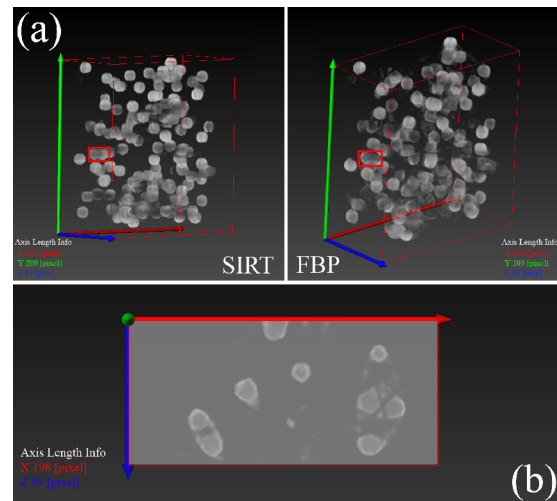 (a)
SIRT
Axis Length Info
Y 209 [pixel]
FBP
Axis Length Info
Y 209 [pixel]
Axis Length Info
X 198 [pixel]
Z 93 [pixel]
(b)